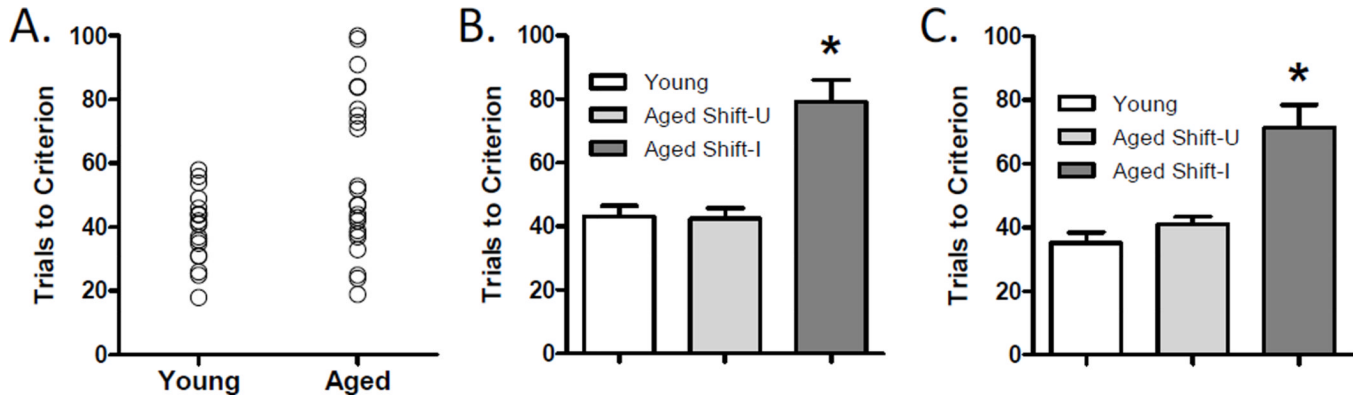 A.
Trials to Criterion
100
80
60
40
20
0
Young
Aged
B.
Trials to Criterion
100
80
60
40
20
0
Young
Aged Shift-U
Aged Shift-I
*
C.
Trials to Criterion
100
80
60
40
20
0
Young
Aged Shift-U
Aged Shift-I
*